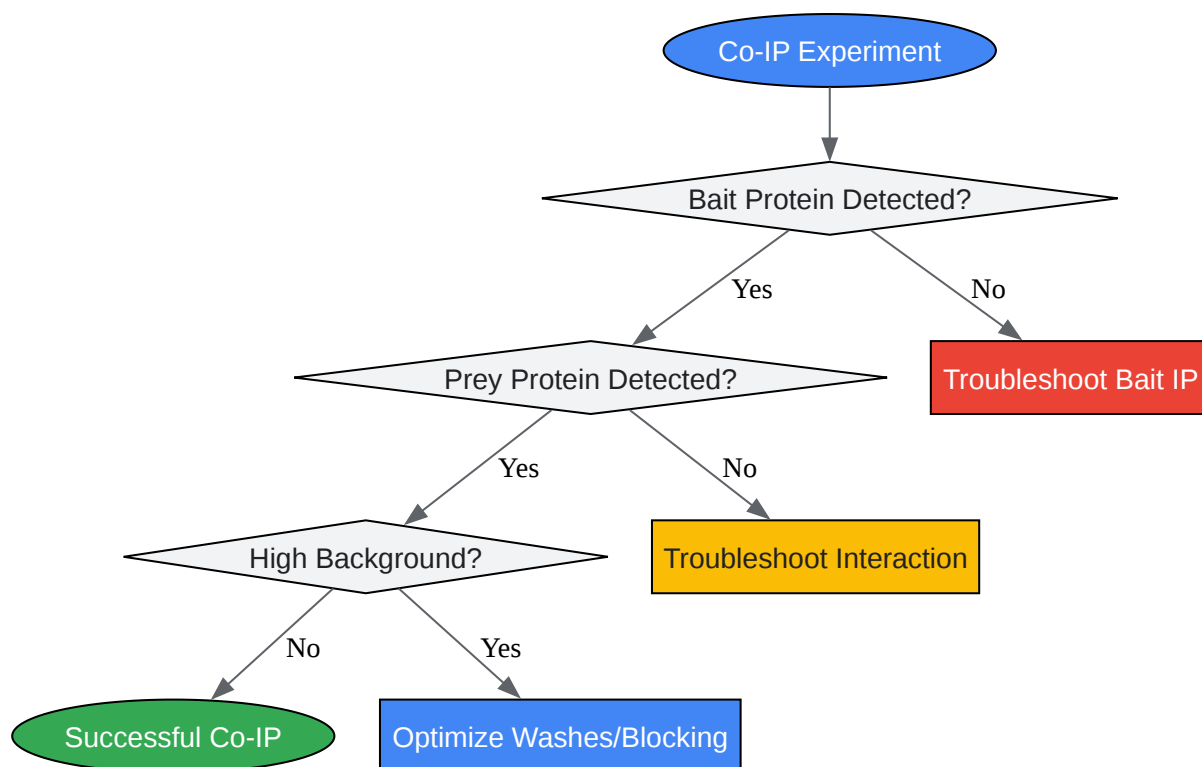 Co-IP Experiment
Bait Protein Detected?
Yes
No
Prey Protein Detected?
Troubleshoot Bait IP
Yes
No
High Background?
Troubleshoot Interaction
No
Yes
Successful Co-IP
Optimize Washes/Blocking